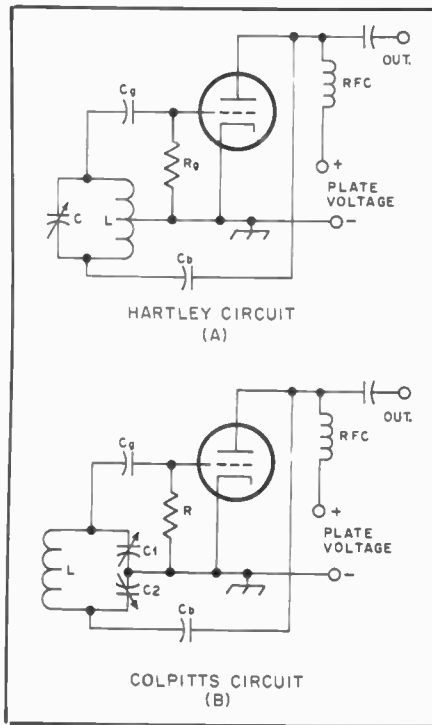 OUT.
RFC
Cg
Rg
+
PLATE
VOLTAGE
C
L
-
Cb
HARTLEY CIRCUIT
(A)
OUT.
RFC
Cg
R
+
PLATE
VOLTAGE
C1
L
C2
-
Cb
COLPITTS CIRCUIT
(B)